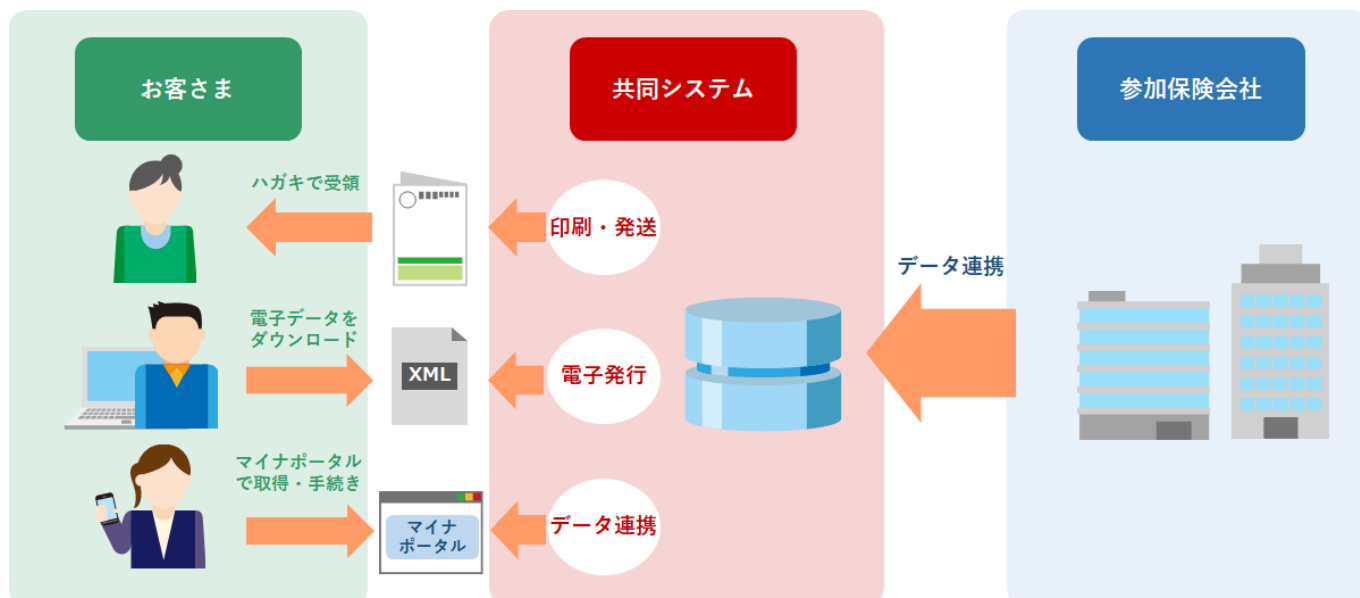 お客さま
共同システム
参加保険会社
ハガキで受領
印刷・発送
データ連携
電子データを
ダウンロード
XML
電子発行
マイナポータル
で取得・手続き
マイナ
ポータル
データ連携